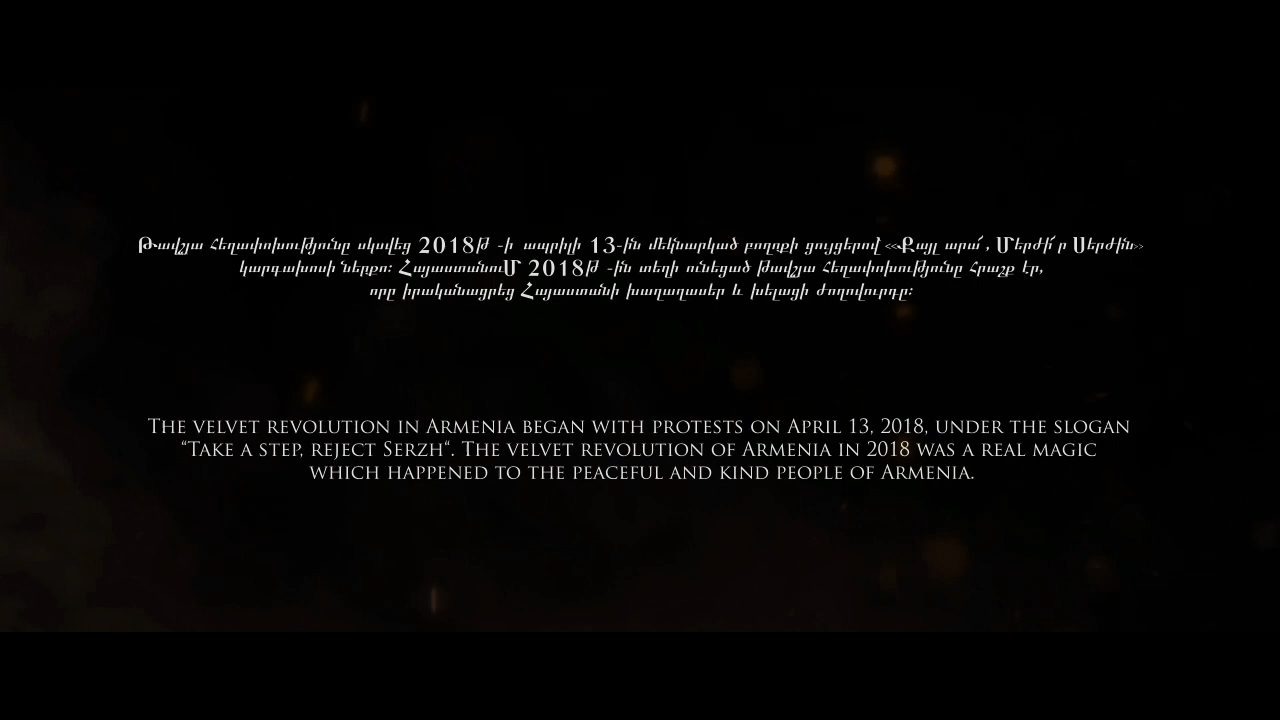 Թավշյա հեղափոխությունը սկսվեց 2018Թ -ի ապրիլի 13-ին մեկնարկած բողոքի ցույցերով <<Քայլ արա՛ , Մերժի՛ ր Սերժին>>
կարգախոսի ներքո: Հայաստանում 2018Թ -ին տեղի ունեցած թավշյա հեղափոխությունը հրաշք էր,
որը իրականացրեց Հայաստանի խաղաղասեր և խելացի ժողովուրդը:
The velvet revolution in Armenia began with protests on April 13, 2018, under the slogan
“Take a step, reject Serzh“. The velvet revolution of Armenia in 2018 was a real magic
which happened to the peaceful and kind people of Armenia.